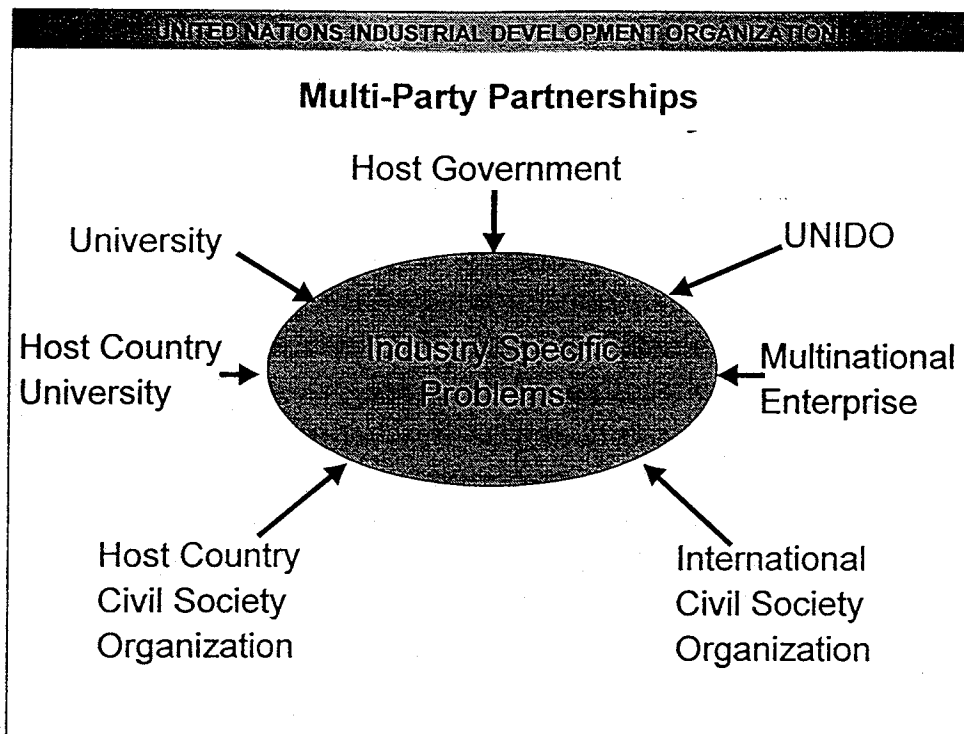 UNITED NATIONS INDUSTRIAL DEVELOPMENT ORGANIZATION
Multi-Party Partnerships
Host Government
University
UNIDO
Host Country
University
Industry Specific
Problems
Multinational
Enterprise
Host Country
Civil Society
Organization
International
Civil Society
Organization